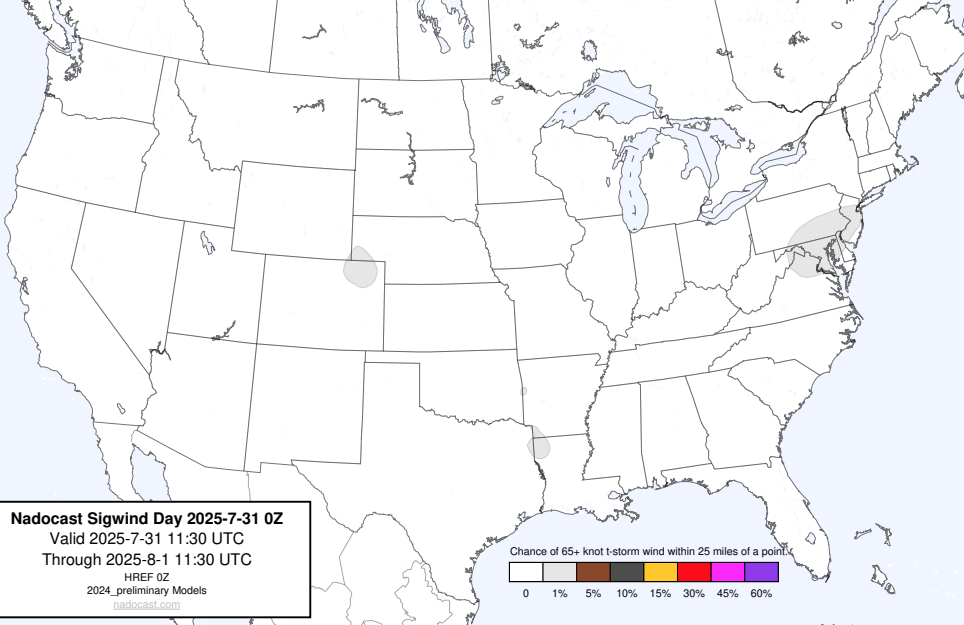 Nadocast Sigwind Day 2025-7-31 0Z
Valid 2025-7-31 11:30 UTC
Through 2025-8-1 11:30 UTC
HREF 0Z
2024_preliminary Models
nadocast.com
Chance of 65+ knot t-storm wind within 25 miles of a point.
0 1% 5% 10% 15% 30% 45% 60%